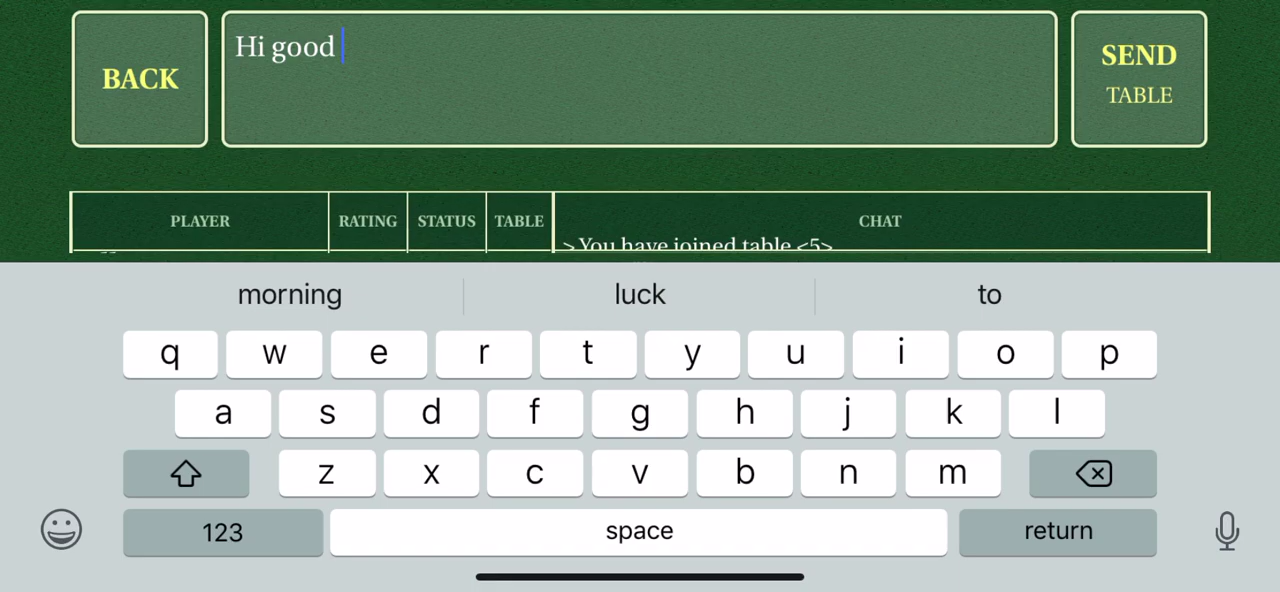 BACK
Hi good
SEND
TABLE
PLAYER RATING STATUS TABLE CHAT
> You have joined table <5>
morning luck to
q w e r t y u i o p
a s d f g h j k l
z x c v b n m
123 space return